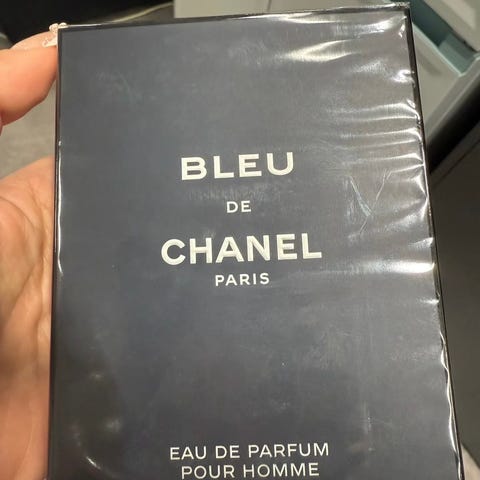 BLEU
DE
CHANEL
PARIS
EAU DE PARFUM
POUR HOMME